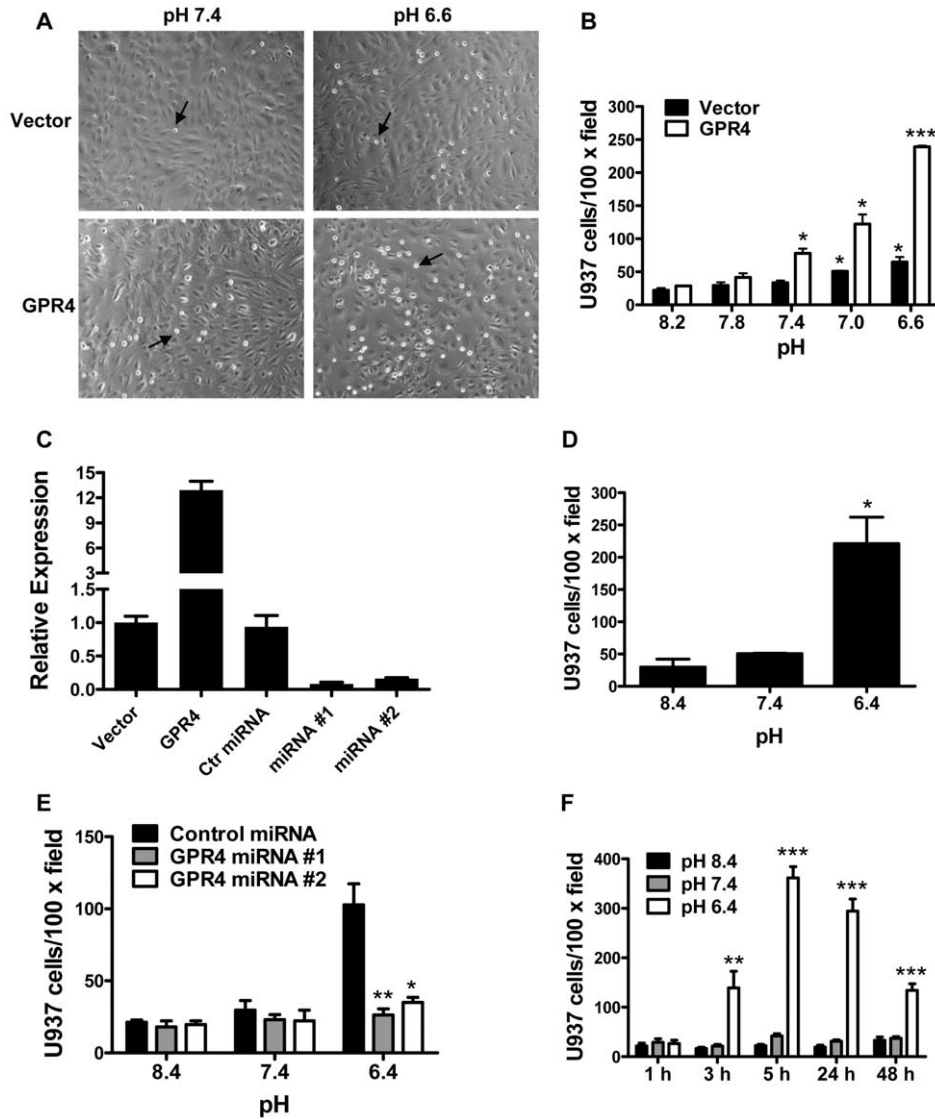 A
pH 7.4
pH 6.6
Vector
GPR4
B
Vector
GPR4
U937 cells/100 x field
300
250
200
150
100
50
0
*
*
*
*
***
8.2
7.8
7.4
7.0
6.6
pH
C
Relative Expression
15
12
9
6
3
1.5
1.0
0.5
0.0
Vector
GPR4
Ctr miRNA
miRNA #1
miRNA #2
D
U937 cells/100 x field
300
250
200
150
100
50
0
*
8.4
7.4
6.4
pH
E
Control miRNA
GPR4 miRNA #1
GPR4 miRNA #2
U937 cells/100 x field
150
100
50
0
**
*
8.4
7.4
6.4
pH
F
pH 8.4
pH 7.4
pH 6.4
U937 cells/100 x field
400
300
200
100
0
**
***
***
***
1 h
3 h
5 h
24 h
48 h